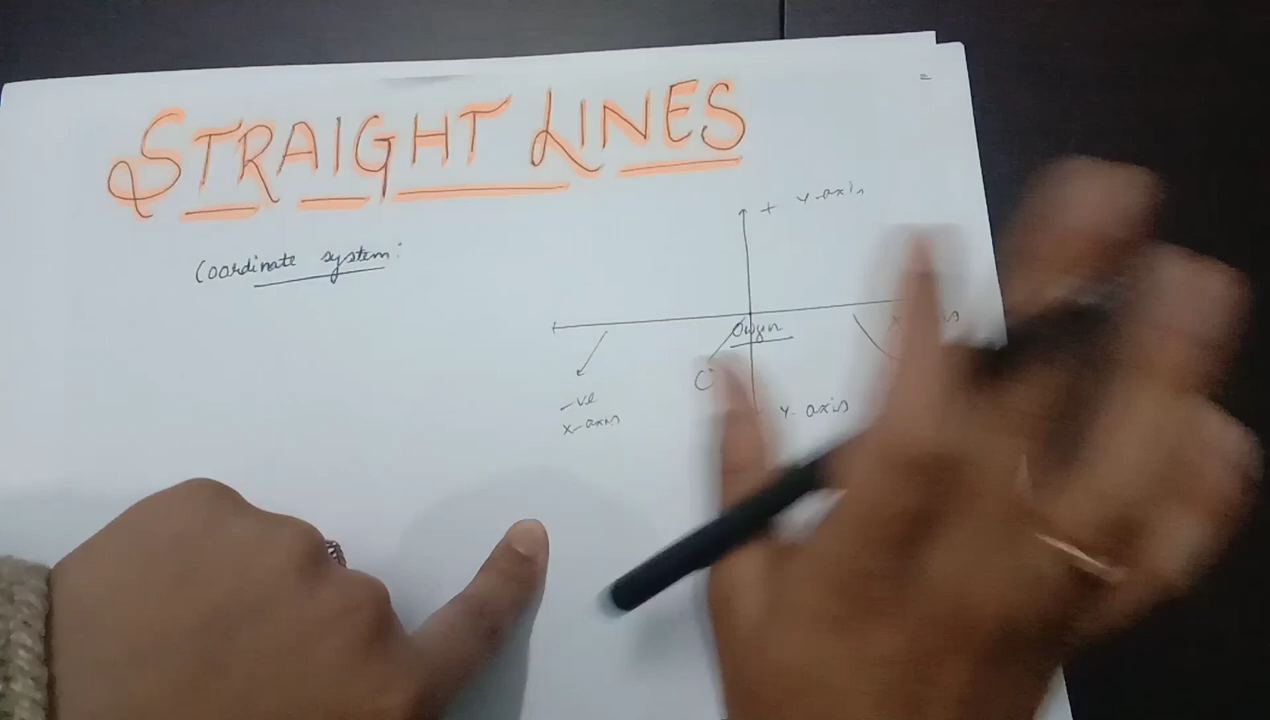 STRAIGHT LINES
+ y-axis
Coordinate system:
Origin
-ve
x-axis
y-axis